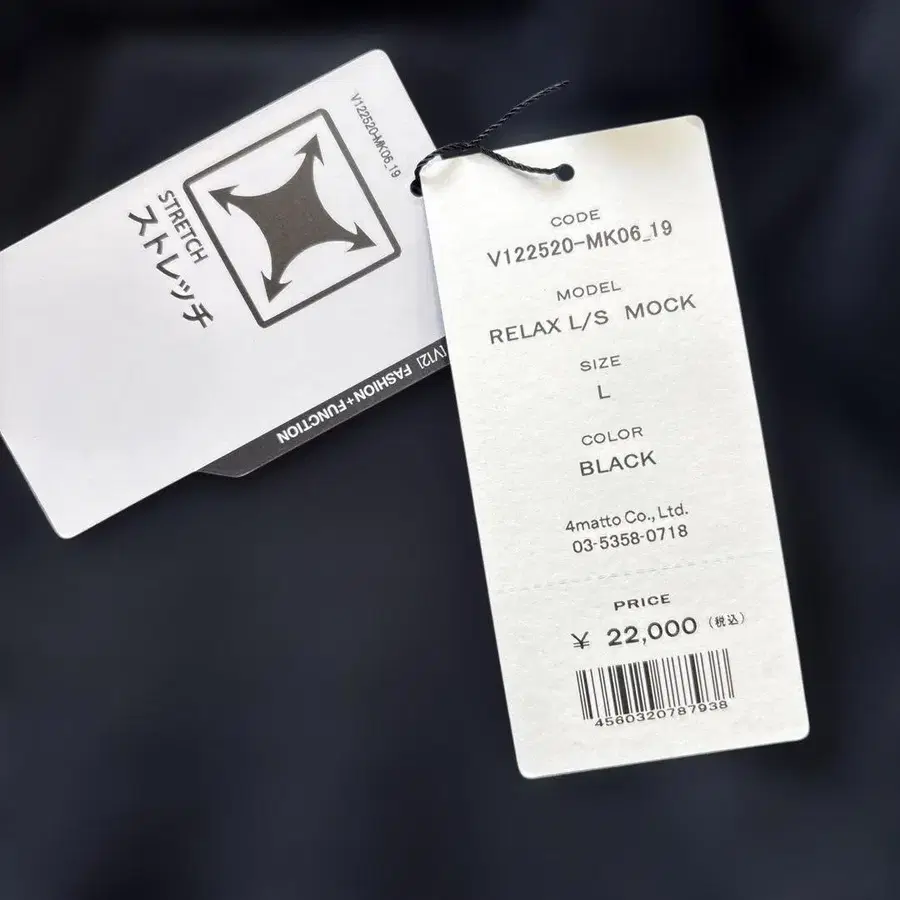 V122520-MK06_19
STRETCH
ストレッチ
[V12] FASHION+FUNCTION
CODE
V122520-MK06_19
MODEL
RELAX L/S MOCK
SIZE
L
COLOR
BLACK
4matto Co., Ltd.
03-5358-0718
PRICE
¥ 22,000 (税込)
4560320787938